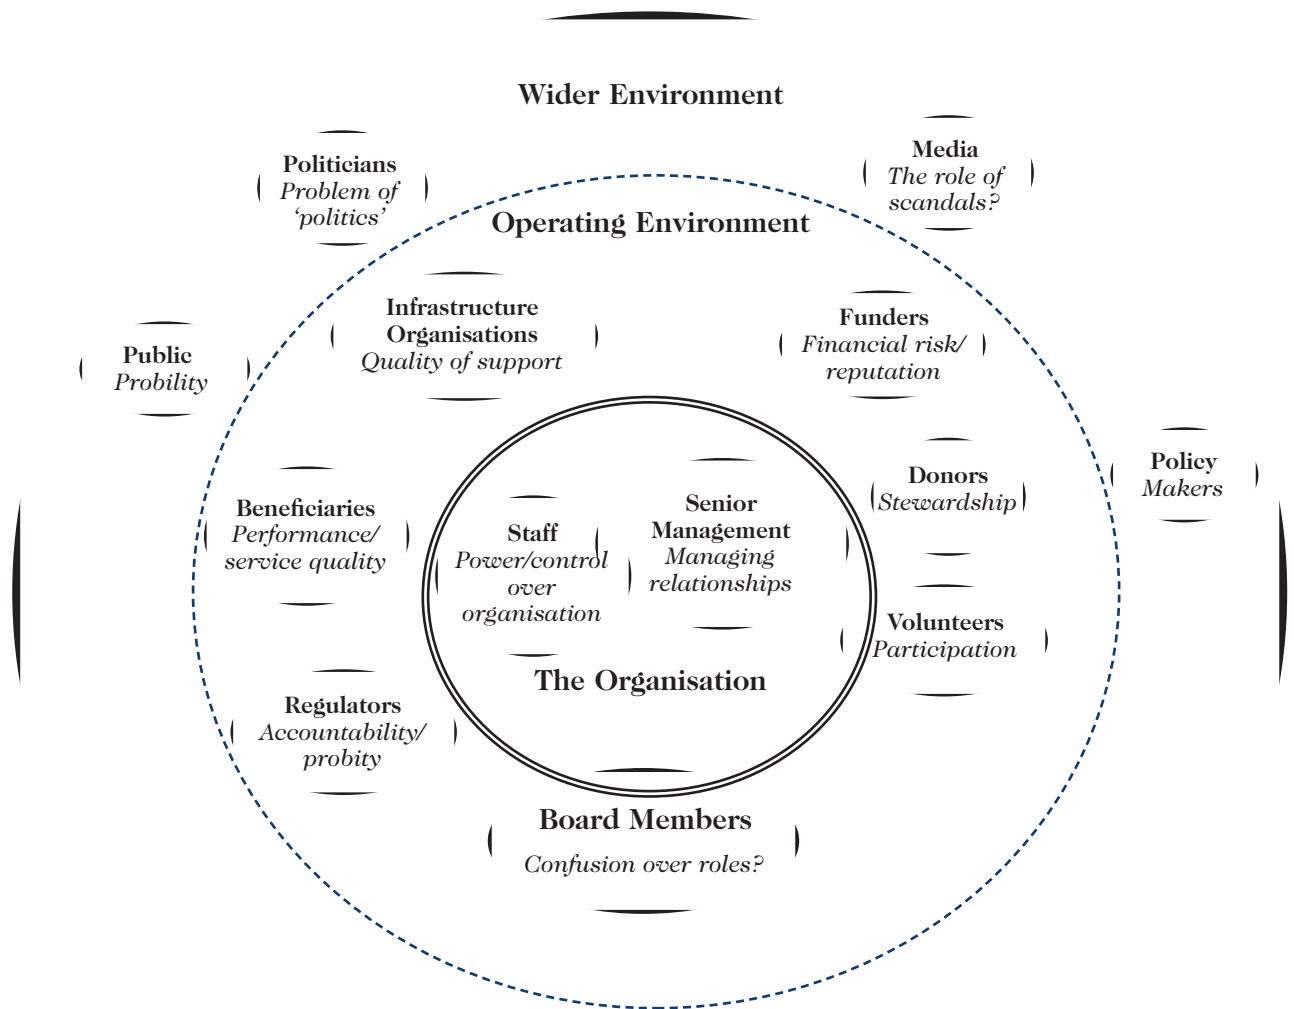 Wider Environment
Politicians
Problem of
‘politics’
Media
The role of
scandals?
Operating Environment
Infrastructure
Organisations
Quality of support
Funders
Financial risk/
reputation
Public
Probility
Policy
Makers
Donors
Stewardship
Beneficiaries
Performance/
service quality
Staff
Power/control
over
organisation
Senior
Management
Managing
relationships
Volunteers
Participation
The Organisation
Regulators
Accountability/
probity
Board Members
Confusion over roles?